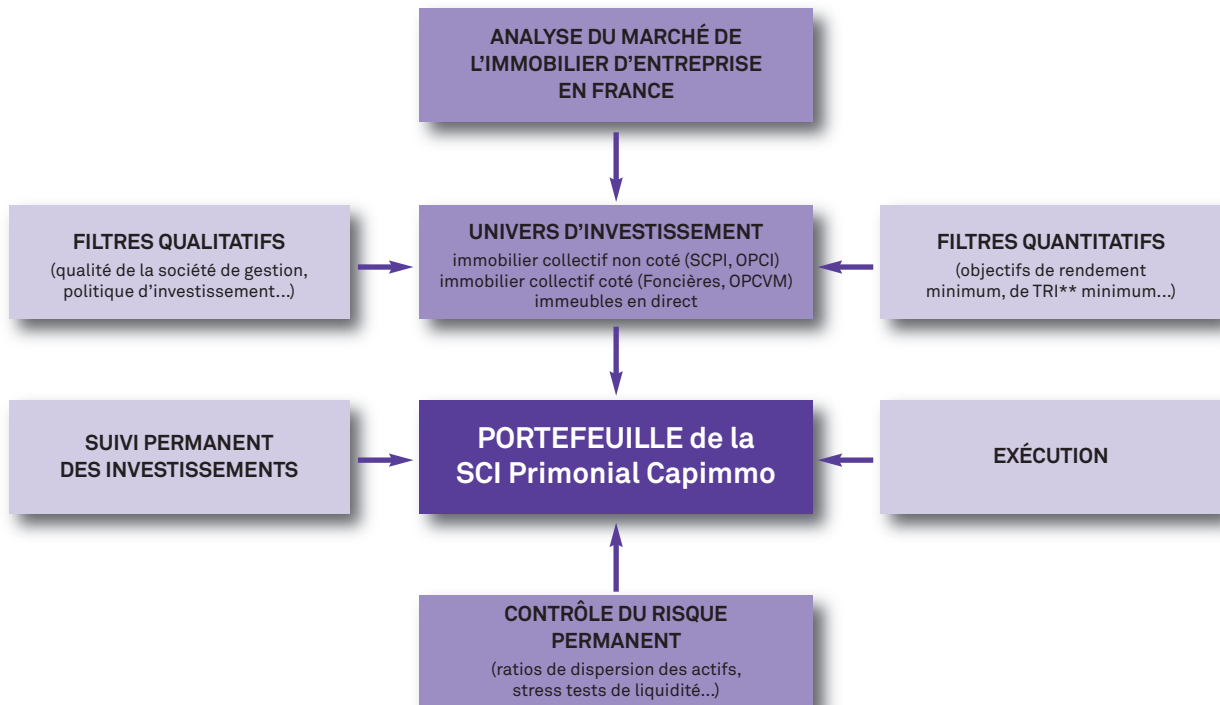 ANALYSE DU MARCHÉ DE
L'IMMOBILIER D'ENTREPRISE
EN FRANCE
FILTRES QUALITATIFS
(qualité de la société de gestion,
politique d'investissement...)
UNIVERS D'INVESTISSEMENT
immobilier collectif non coté (SCPI, OPCI)
immobilier collectif coté (Foncières, OPCVM)
immeubles en direct
FILTRES QUANTITATIFS
(objectifs de rendement
minimum, de TRI** minimum...)
SUIVI PERMANENT
DES INVESTISSEMENTS
PORTEFEUILLE de la
SCI Primonial Capimmo
EXÉCUTION
CONTRÔLE DU RISQUE
PERMANENT
(ratios de dispersion des actifs,
stress tests de liquidité...)